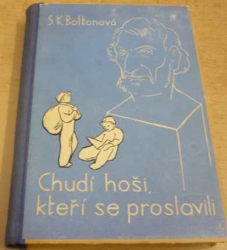 S. K. Boltonová
Chudí hoši,
kteří se proslavili